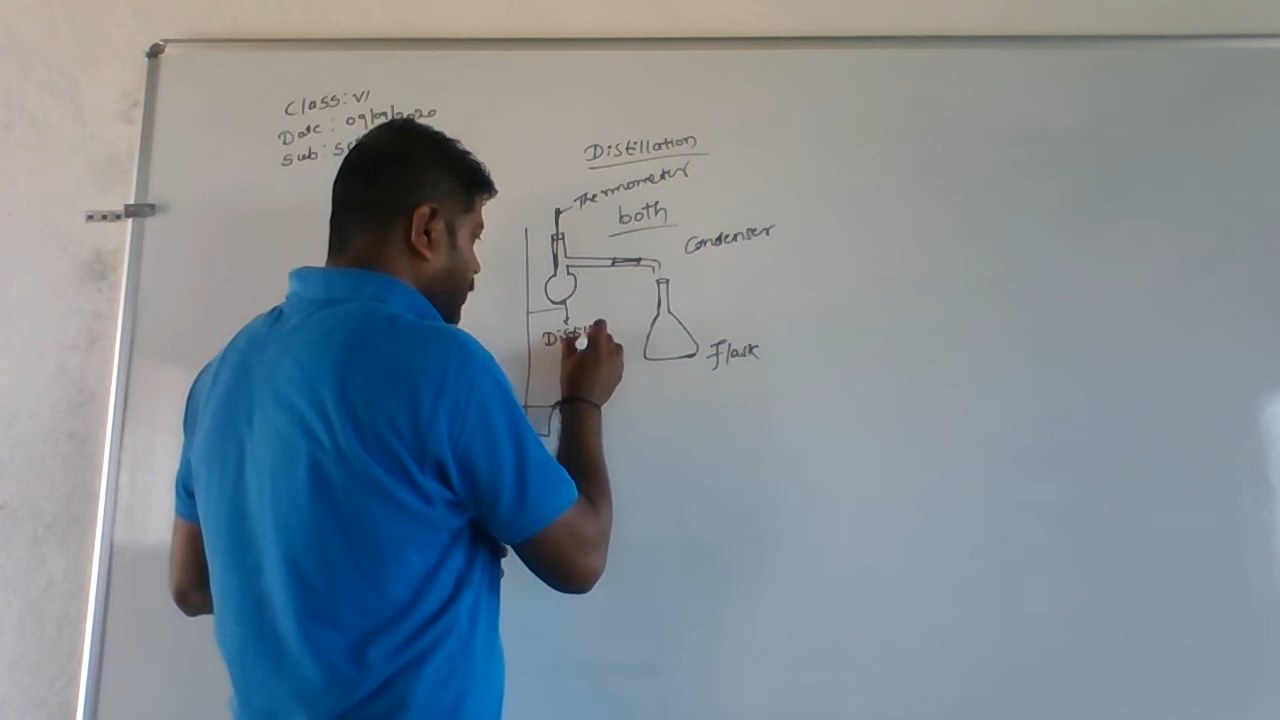 Class: VI
Date: 09/09/2020
Sub:
Distillation
Thermometer
both
Condenser
Flask